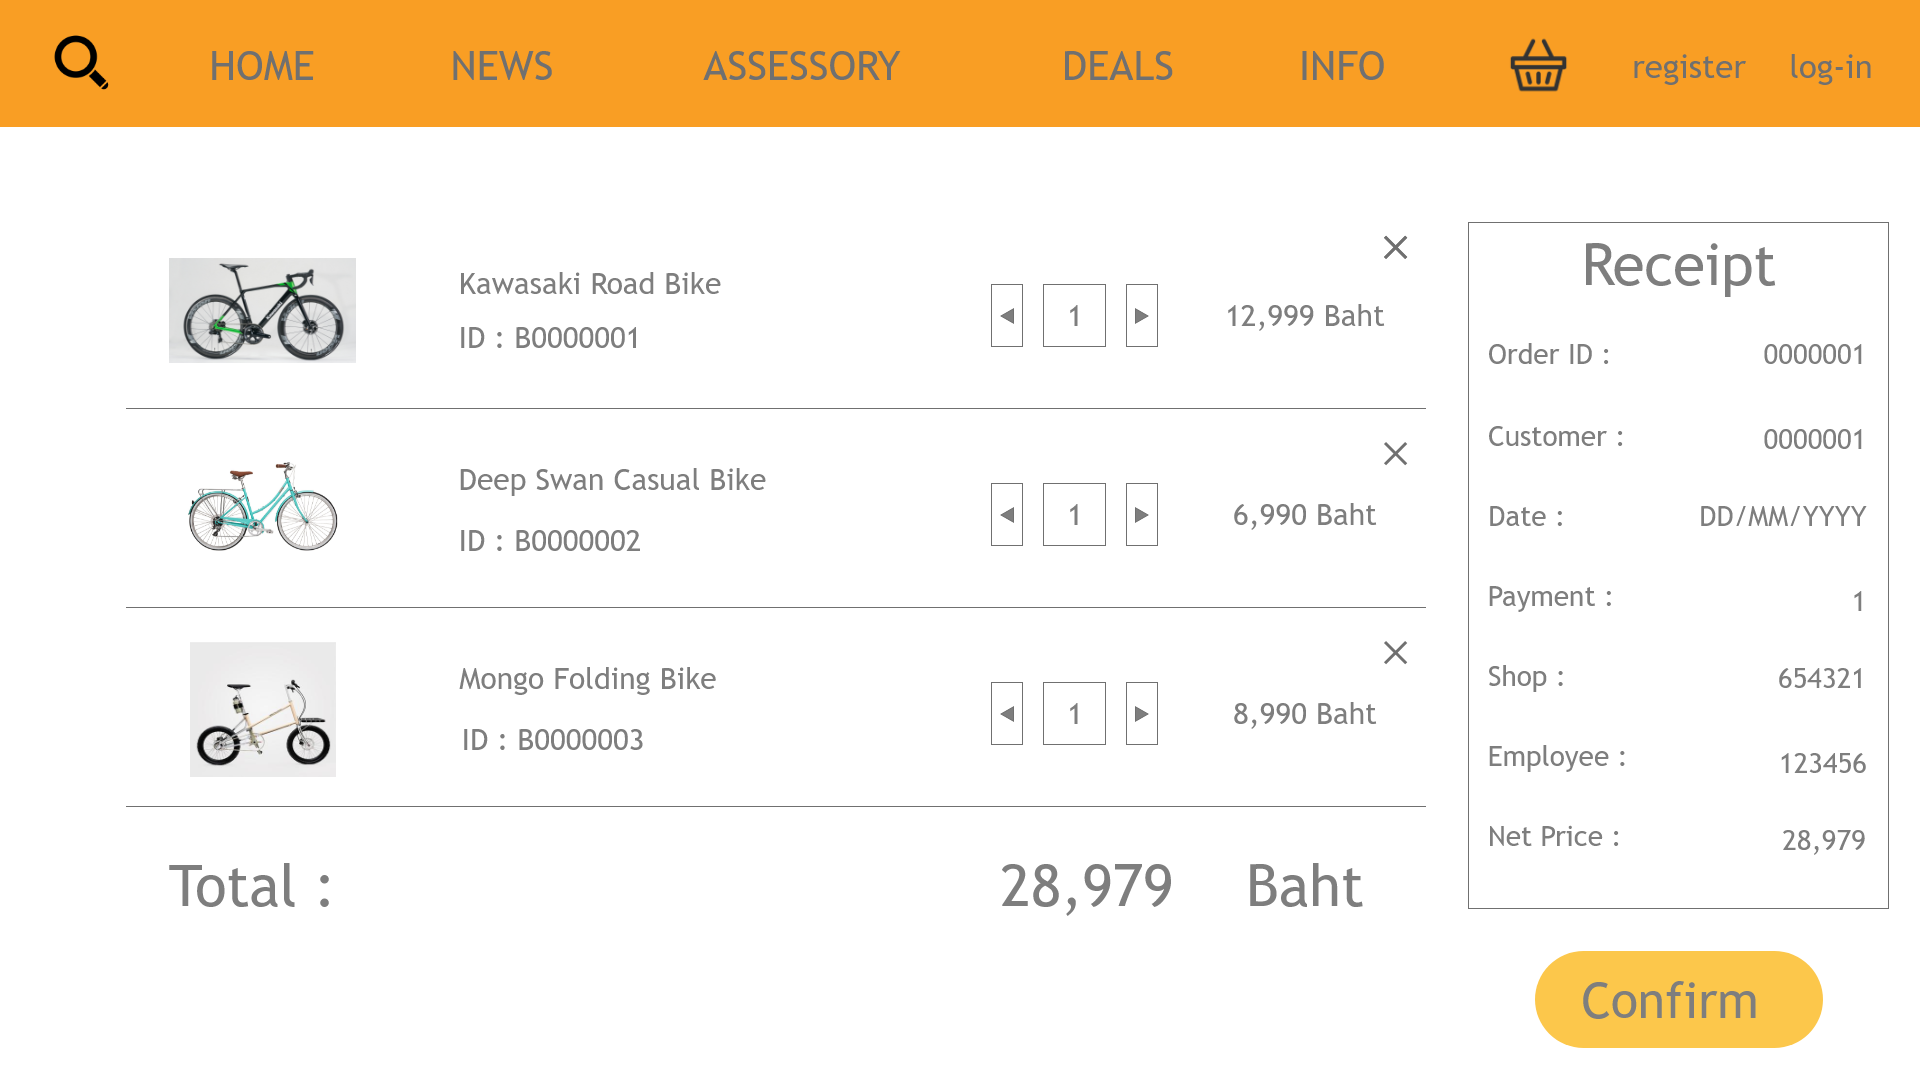 HOME NEWS ASSESSORY DEALS INFO register log-in
Kawasaki Road Bike
ID : B0000001
1
12,999 Baht
Deep Swan Casual Bike
ID : B0000002
1
6,990 Baht
Mongo Folding Bike
ID : B0000003
1
8,990 Baht
Total : 28,979 Baht
Receipt
Order ID : 0000001
Customer : 0000001
Date : DD/MM/YYYY
Payment : 1
Shop : 654321
Employee : 123456
Net Price : 28,979
Confirm